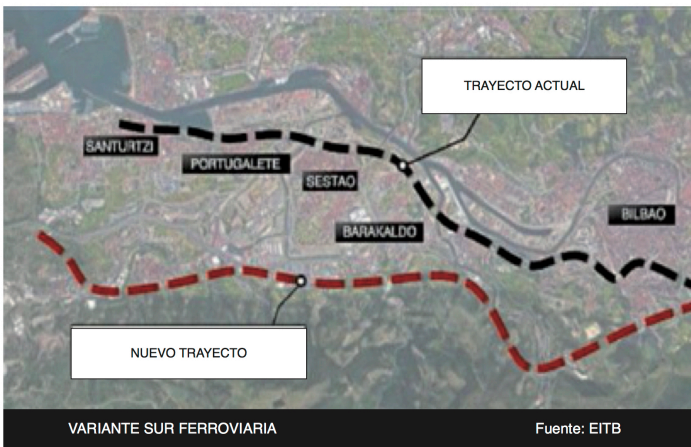 TRAYECTO ACTUAL
SANTURTZI
PORTUGALETE
SESTAO
BILBAO
BARAKALDO
NUEVO TRAYECTO
VARIANTE SUR FERROVIARIA
Fuente: EITB